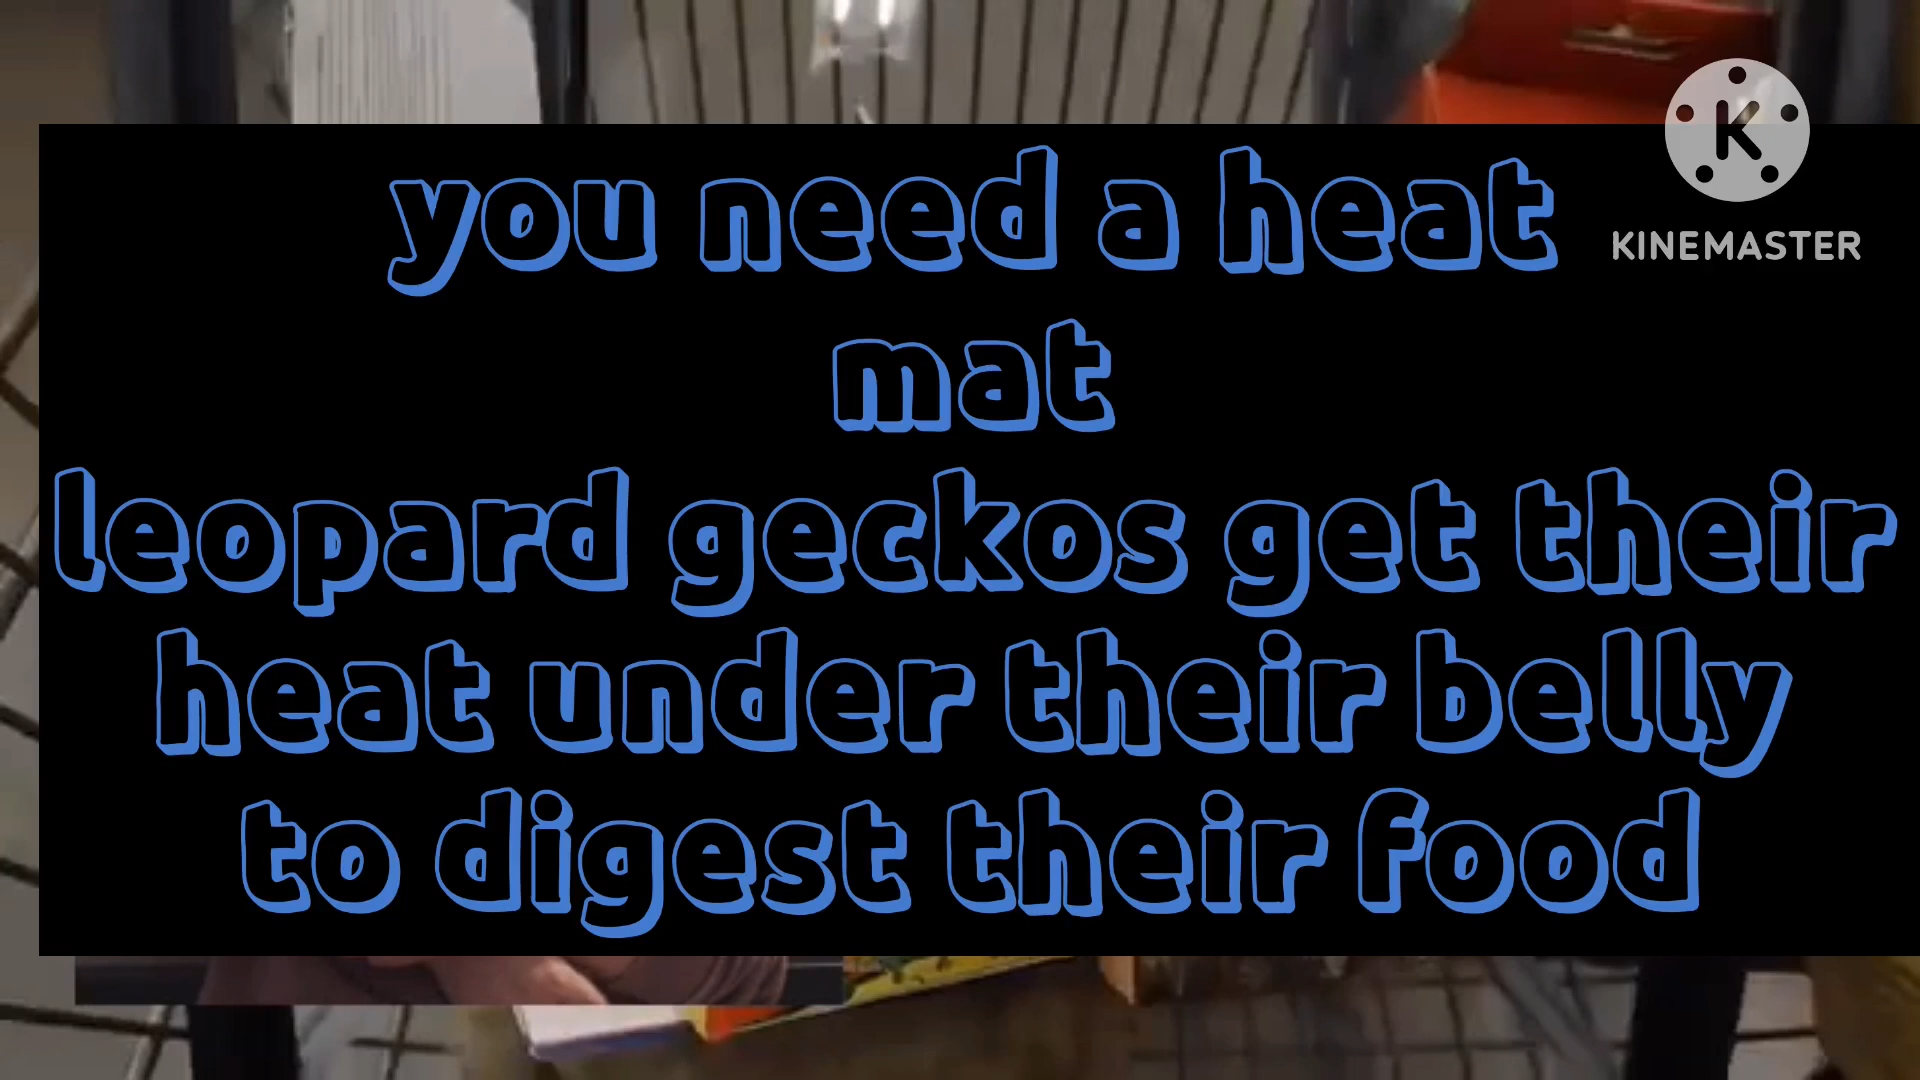 you need a heat
mat
leopard geckos get their
heat under their belly
to digest their food
KINEMASTER